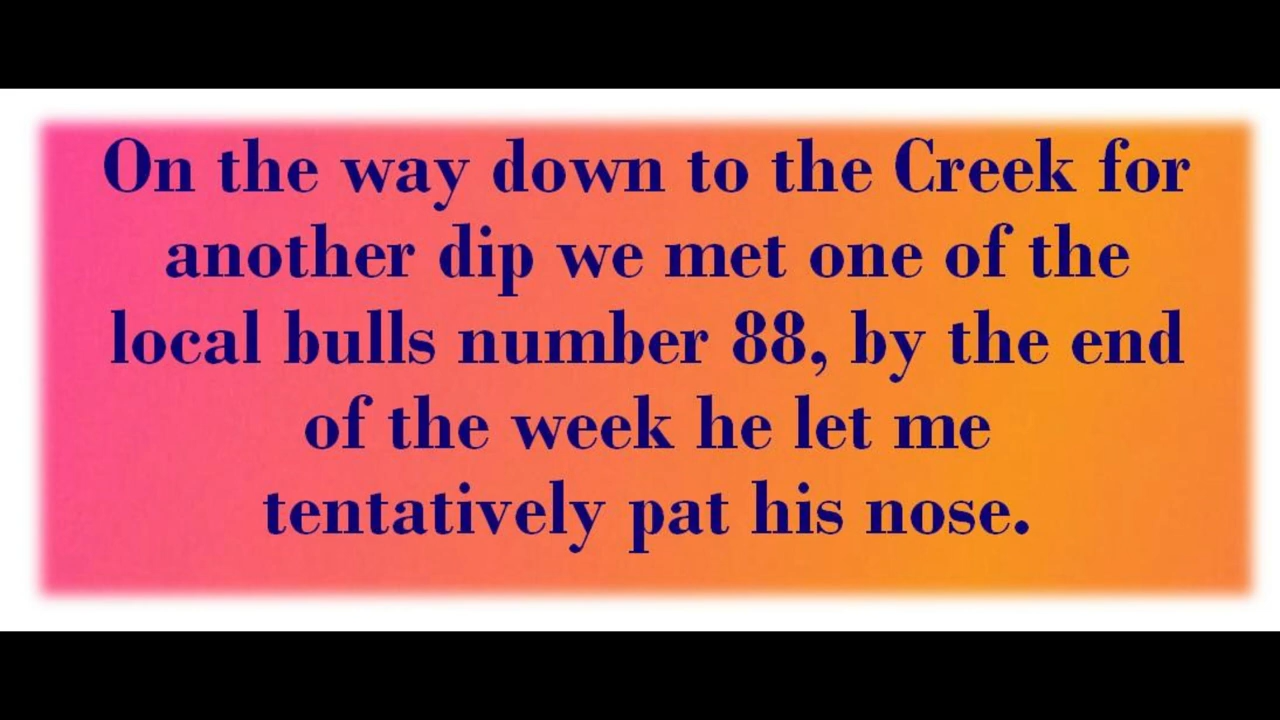 On the way down to the Creek for
another dip we met one of the
local bulls number 88, by the end
of the week he let me
tentatively pat his nose.